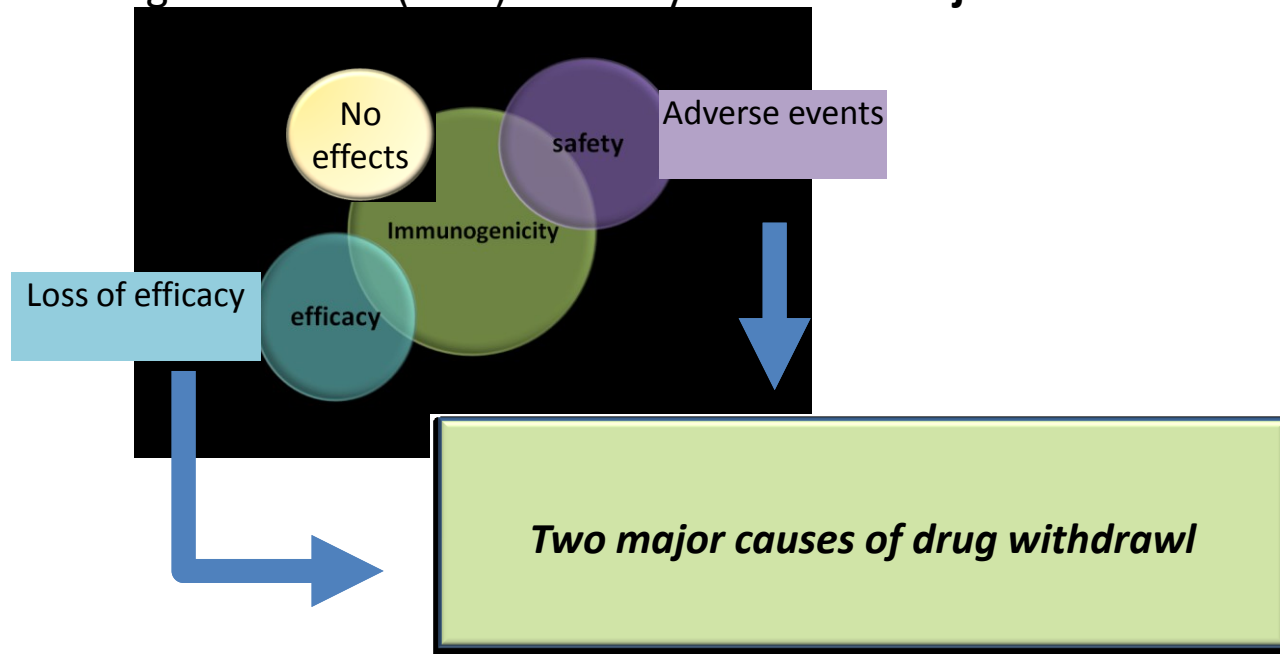 No
effects
safety
Adverse events
Immunogenicity
Loss of efficacy
efficacy
Two major causes of drug withdrawl